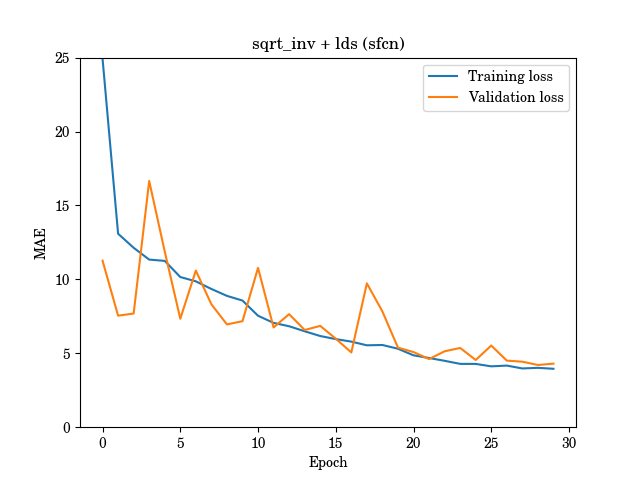 sqrt_inv + lds (sfcn)
Training loss
Validation loss
MAE
25
20
15
10
5
0
0 5 10 15 20 25 30
Epoch